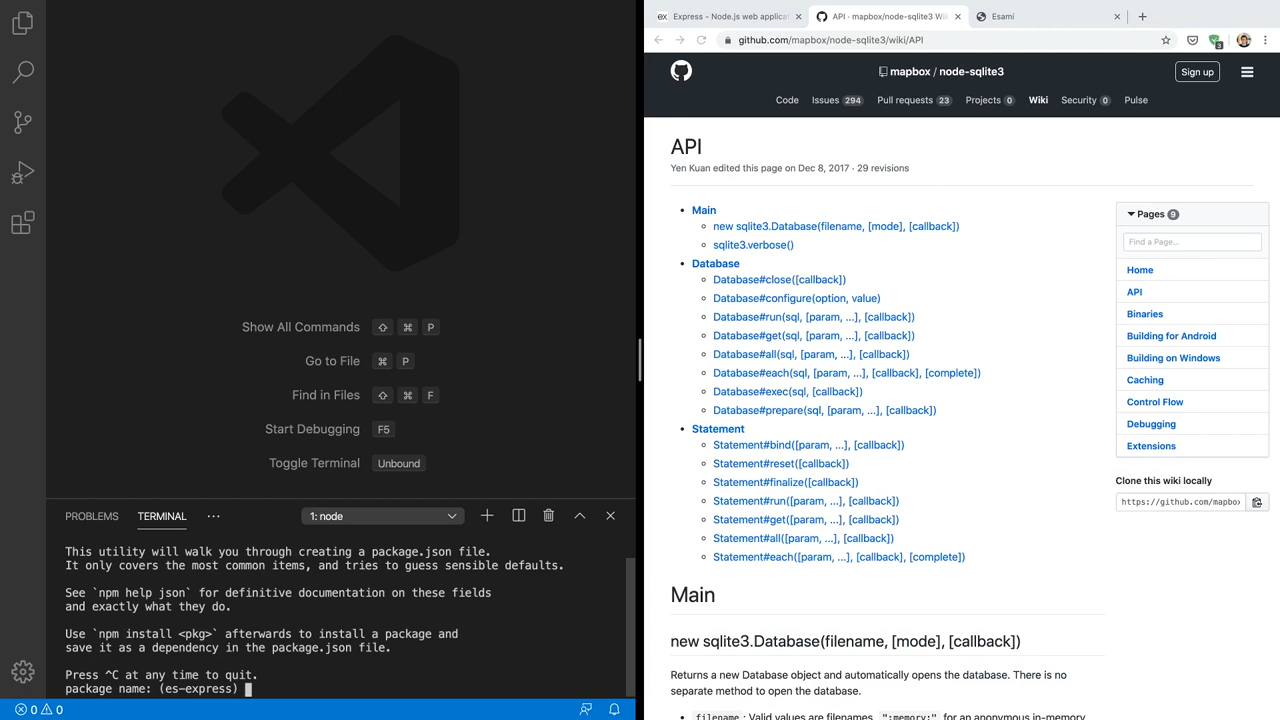 Show All Commands ⇧ ⌘ P
Go to File ⌘ P
Find in Files ⇧ ⌘ F
Start Debugging F5
Toggle Terminal Unbound
PROBLEMS TERMINAL ··· 1: node
This utility will walk you through creating a package.json file.
It only covers the most common items, and tries to guess sensible defaults.
See `npm help json` for definitive documentation on these fields
and exactly what they do.
Use `npm install <pkg>` afterwards to install a package and
save it as a dependency in the package.json file.
Press ^C at any time to quit.
package name: (es-express)
0 0
ex Express - Node.js web applicat
API · mapbox/node-sqlite3 Wi
Esami
github.com/mapbox/node-sqlite3/wiki/API
3
mapbox / node-sqlite3
Sign up
Code Issues 294 Pull requests 23 Projects 0 Wiki Security 0 Pulse
API
Yen Kuan edited this page on Dec 8, 2017 · 29 revisions
Main
new sqlite3.Database(filename, [mode], [callback])
sqlite3.verbose()
Database
Database#close([callback])
Database#configure(option, value)
Database#run(sql, [param, ...], [callback])
Database#get(sql, [param, ...], [callback])
Database#all(sql, [param, ...], [callback])
Database#each(sql, [param, ...], [callback], [complete])
Database#exec(sql, [callback])
Database#prepare(sql, [param, ...], [callback])
Statement
Statement#bind([param, ...], [callback])
Statement#reset([callback])
Statement#finalize([callback])
Statement#run([param, ...], [callback])
Statement#get([param, ...], [callback])
Statement#all([param, ...], [callback])
Statement#each([param, ...], [callback], [complete])
Main
new sqlite3.Database(filename, [mode], [callback])
Returns a new Database object and automatically opens the database. There is no
separate method to open the database.
filename : Valid values are filenames, ":memory:" for an anonymous in-memory
Pages 9
Find a Page...
Home
API
Binaries
Building for Android
Building on Windows
Caching
Control Flow
Debugging
Extensions
Clone this wiki locally
https://github.com/mapbox